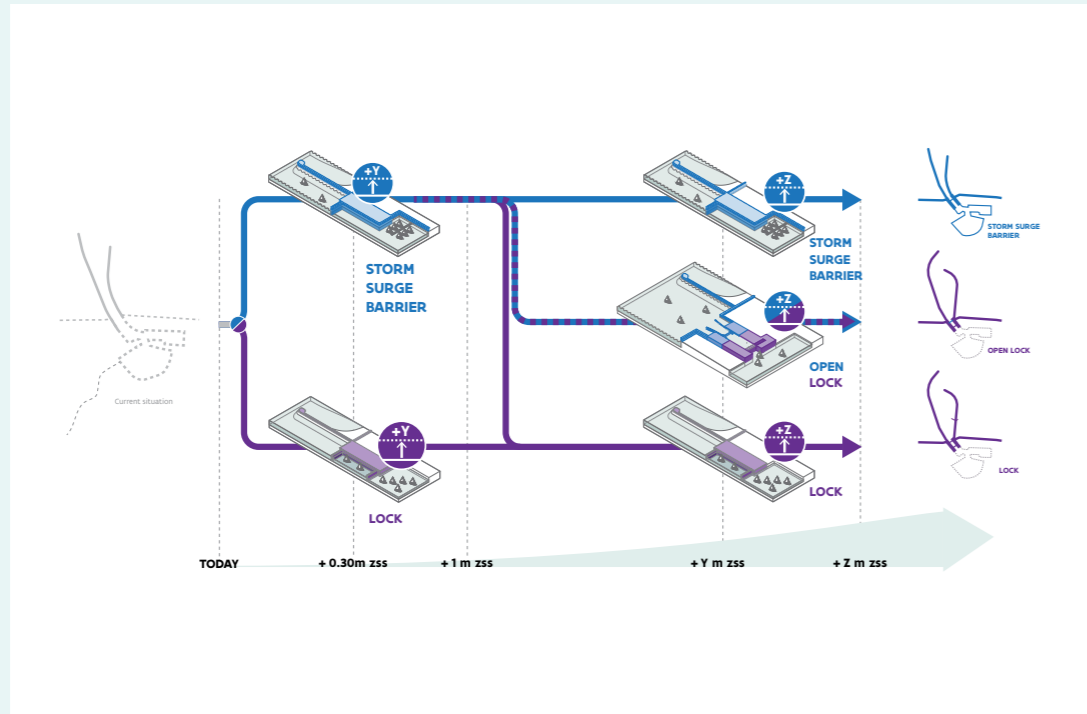 +Y
+Z
STORM
SURGE
BARRIER
STORM
SURGE
BARRIER
STORM SURGE
BARRIER
+Z
OPEN
LOCK
OPEN LOCK
Current situation
+Y
LOCK
+Z
LOCK
LOCK
TODAY
+ 0.30m zss
+ 1 m zss
+ Y m zss
+ Z m zss